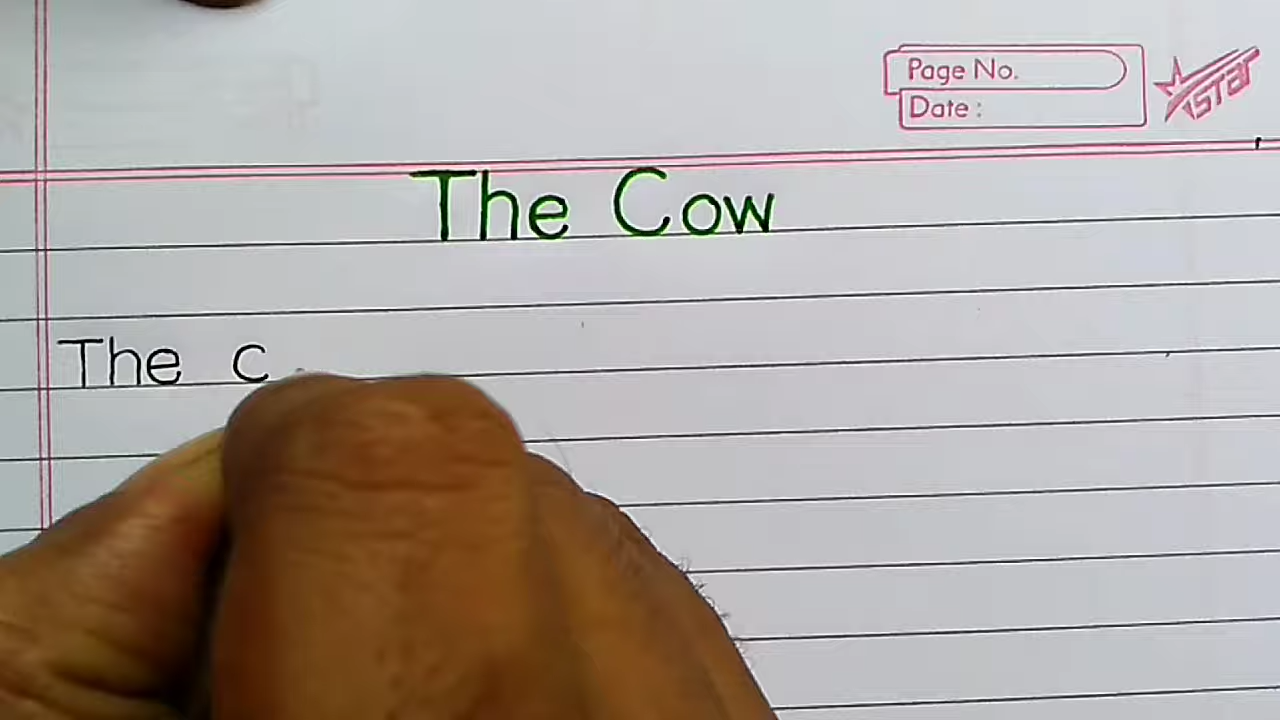 Page No.
Date :
Star
The Cow
The c